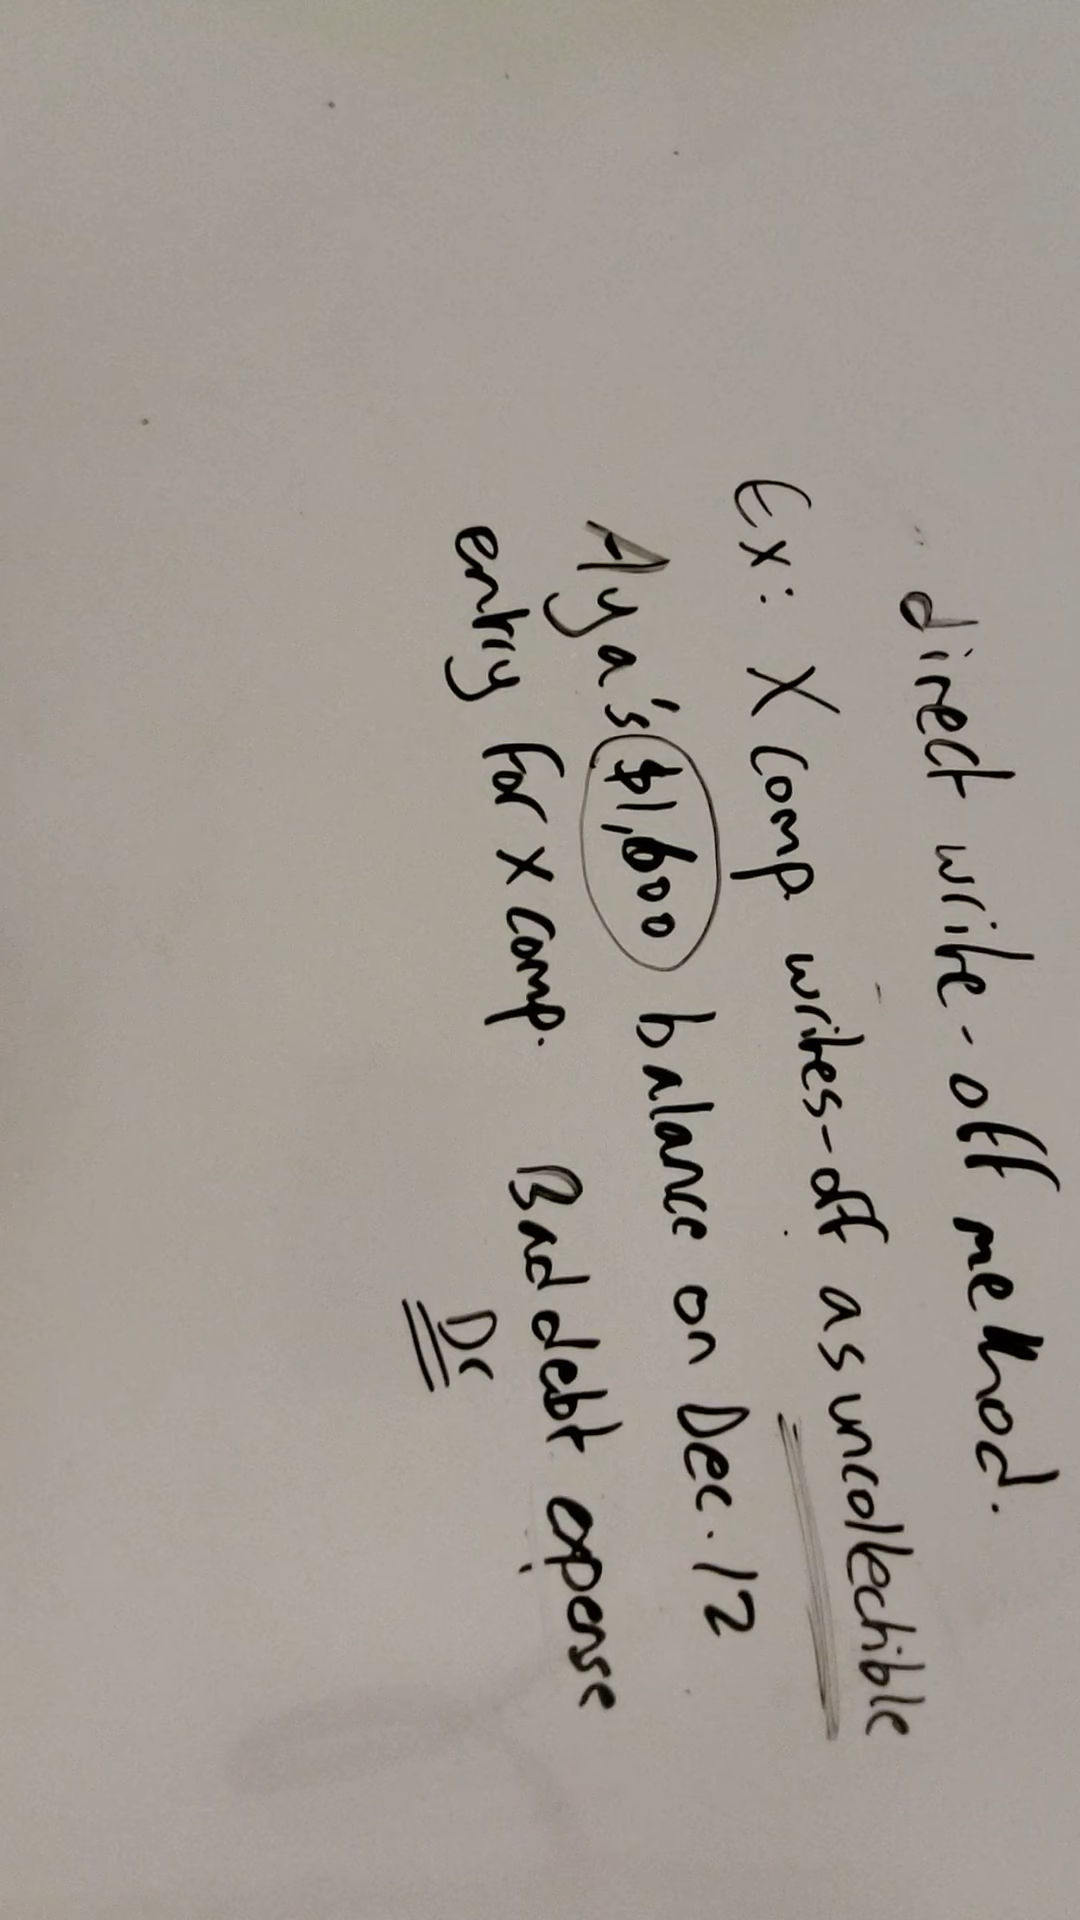 direct write-off method.
Ex: X comp writes-off as uncollectible
Aya's $1,600 balance on Dec. 12
entry for x comp. Bad debt expense
Dr